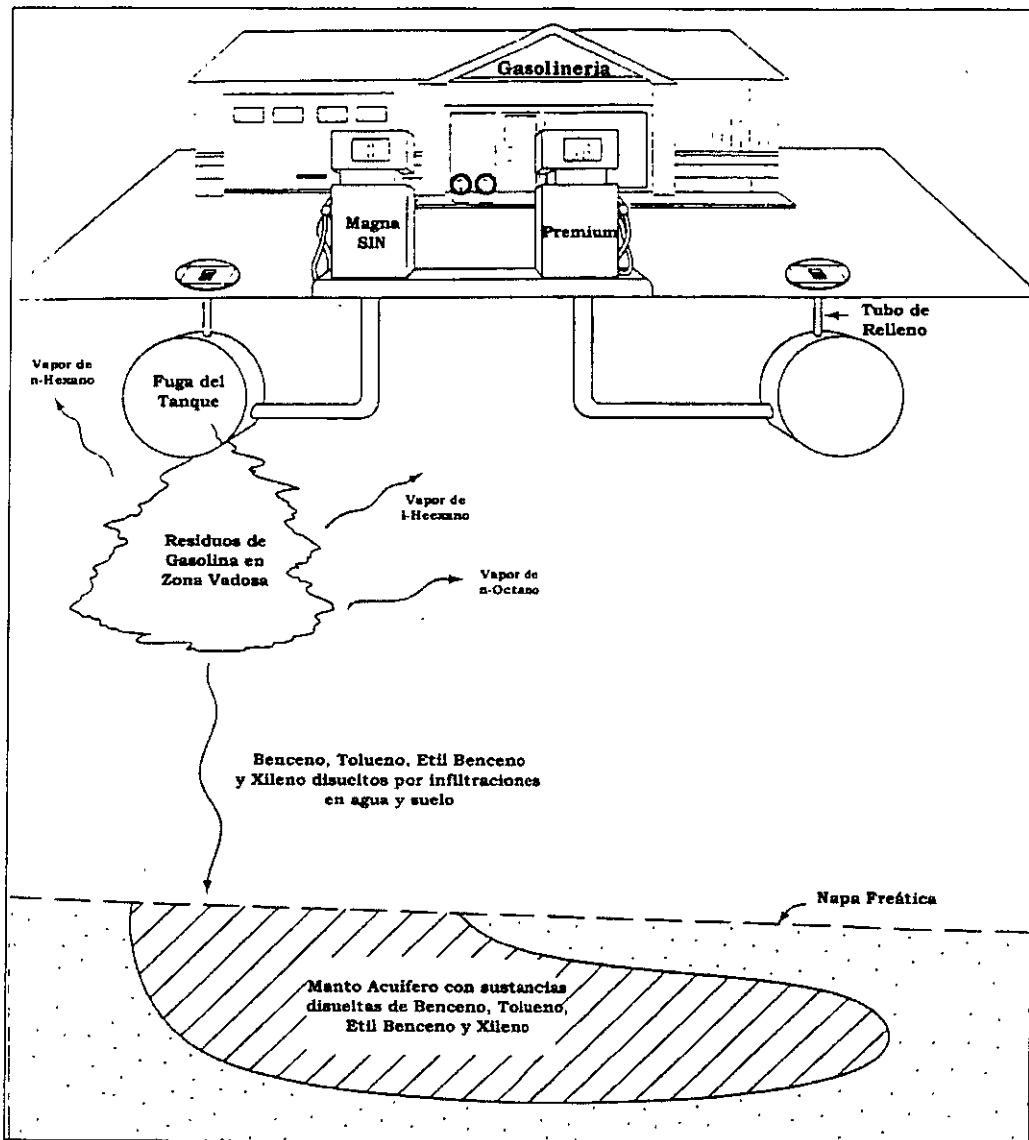 Gasolineria
Magna
SIN
Premium
Tubo de
Relleno
Vapor de
n-Hexano
Fuga del
Tanque
Vapor de
i-Heexano
Residuos de
Gasolina en
Zona Vadosa
Vapor de
n-Octano
Benceno, Tolueno, Etil Benceno
y Xileno disueltos por infiltraciones
en agua y suelo
Napa Freática
Manto Acuifero con sustancias
disueltas de Benceno, Tolueno,
Etil Benceno y Xileno